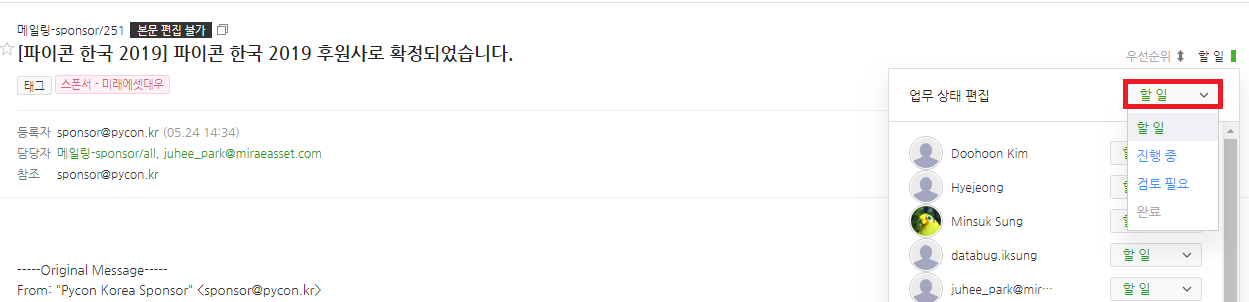 메일링-sponsor/251 본문 편집 불가
[파이콘 한국 2019] 파이콘 한국 2019 후원사로 확정되었습니다.
우선순위 할 일
태그 스폰서 - 미래에셋대우
업무 상태 편집 할 일
할 일
진행 중
검토 필요
완료
등록자 sponsor@pycon.kr (05.24 14:34)
담당자 메일링-sponsor/all, juhee_park@miraeasset.com
참조 sponsor@pycon.kr
Doohoon Kim
Hyejeong
Minsuk Sung
databug.iksung 할 일
juhee_park@mir··· 할 일
-----Original Message-----
From: "Pycon Korea Sponsor" <sponsor@pycon.kr>